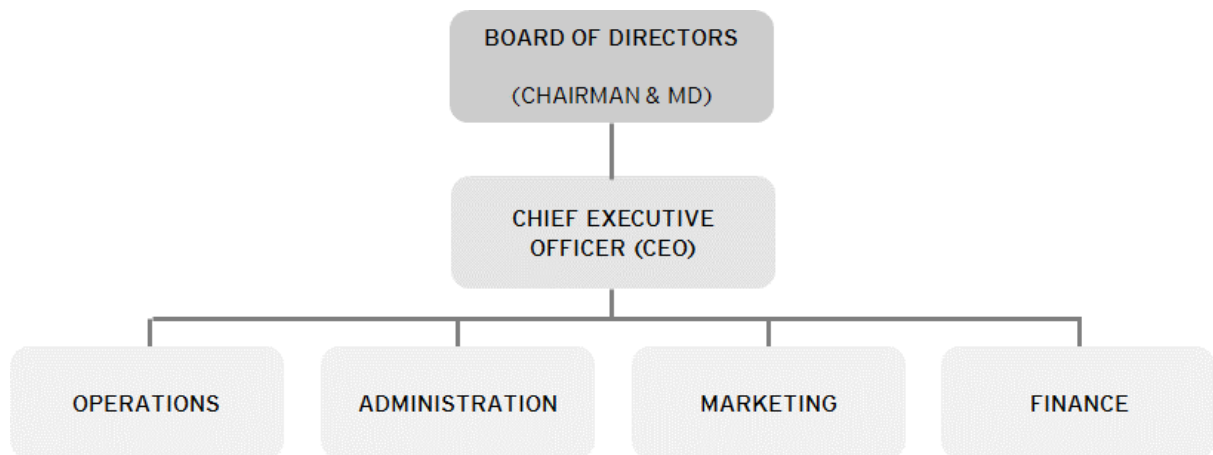 BOARD OF DIRECTORS
(CHAIRMAN & MD)
CHIEF EXECUTIVE
OFFICER (CEO)
OPERATIONS
ADMINISTRATION
MARKETING
FINANCE